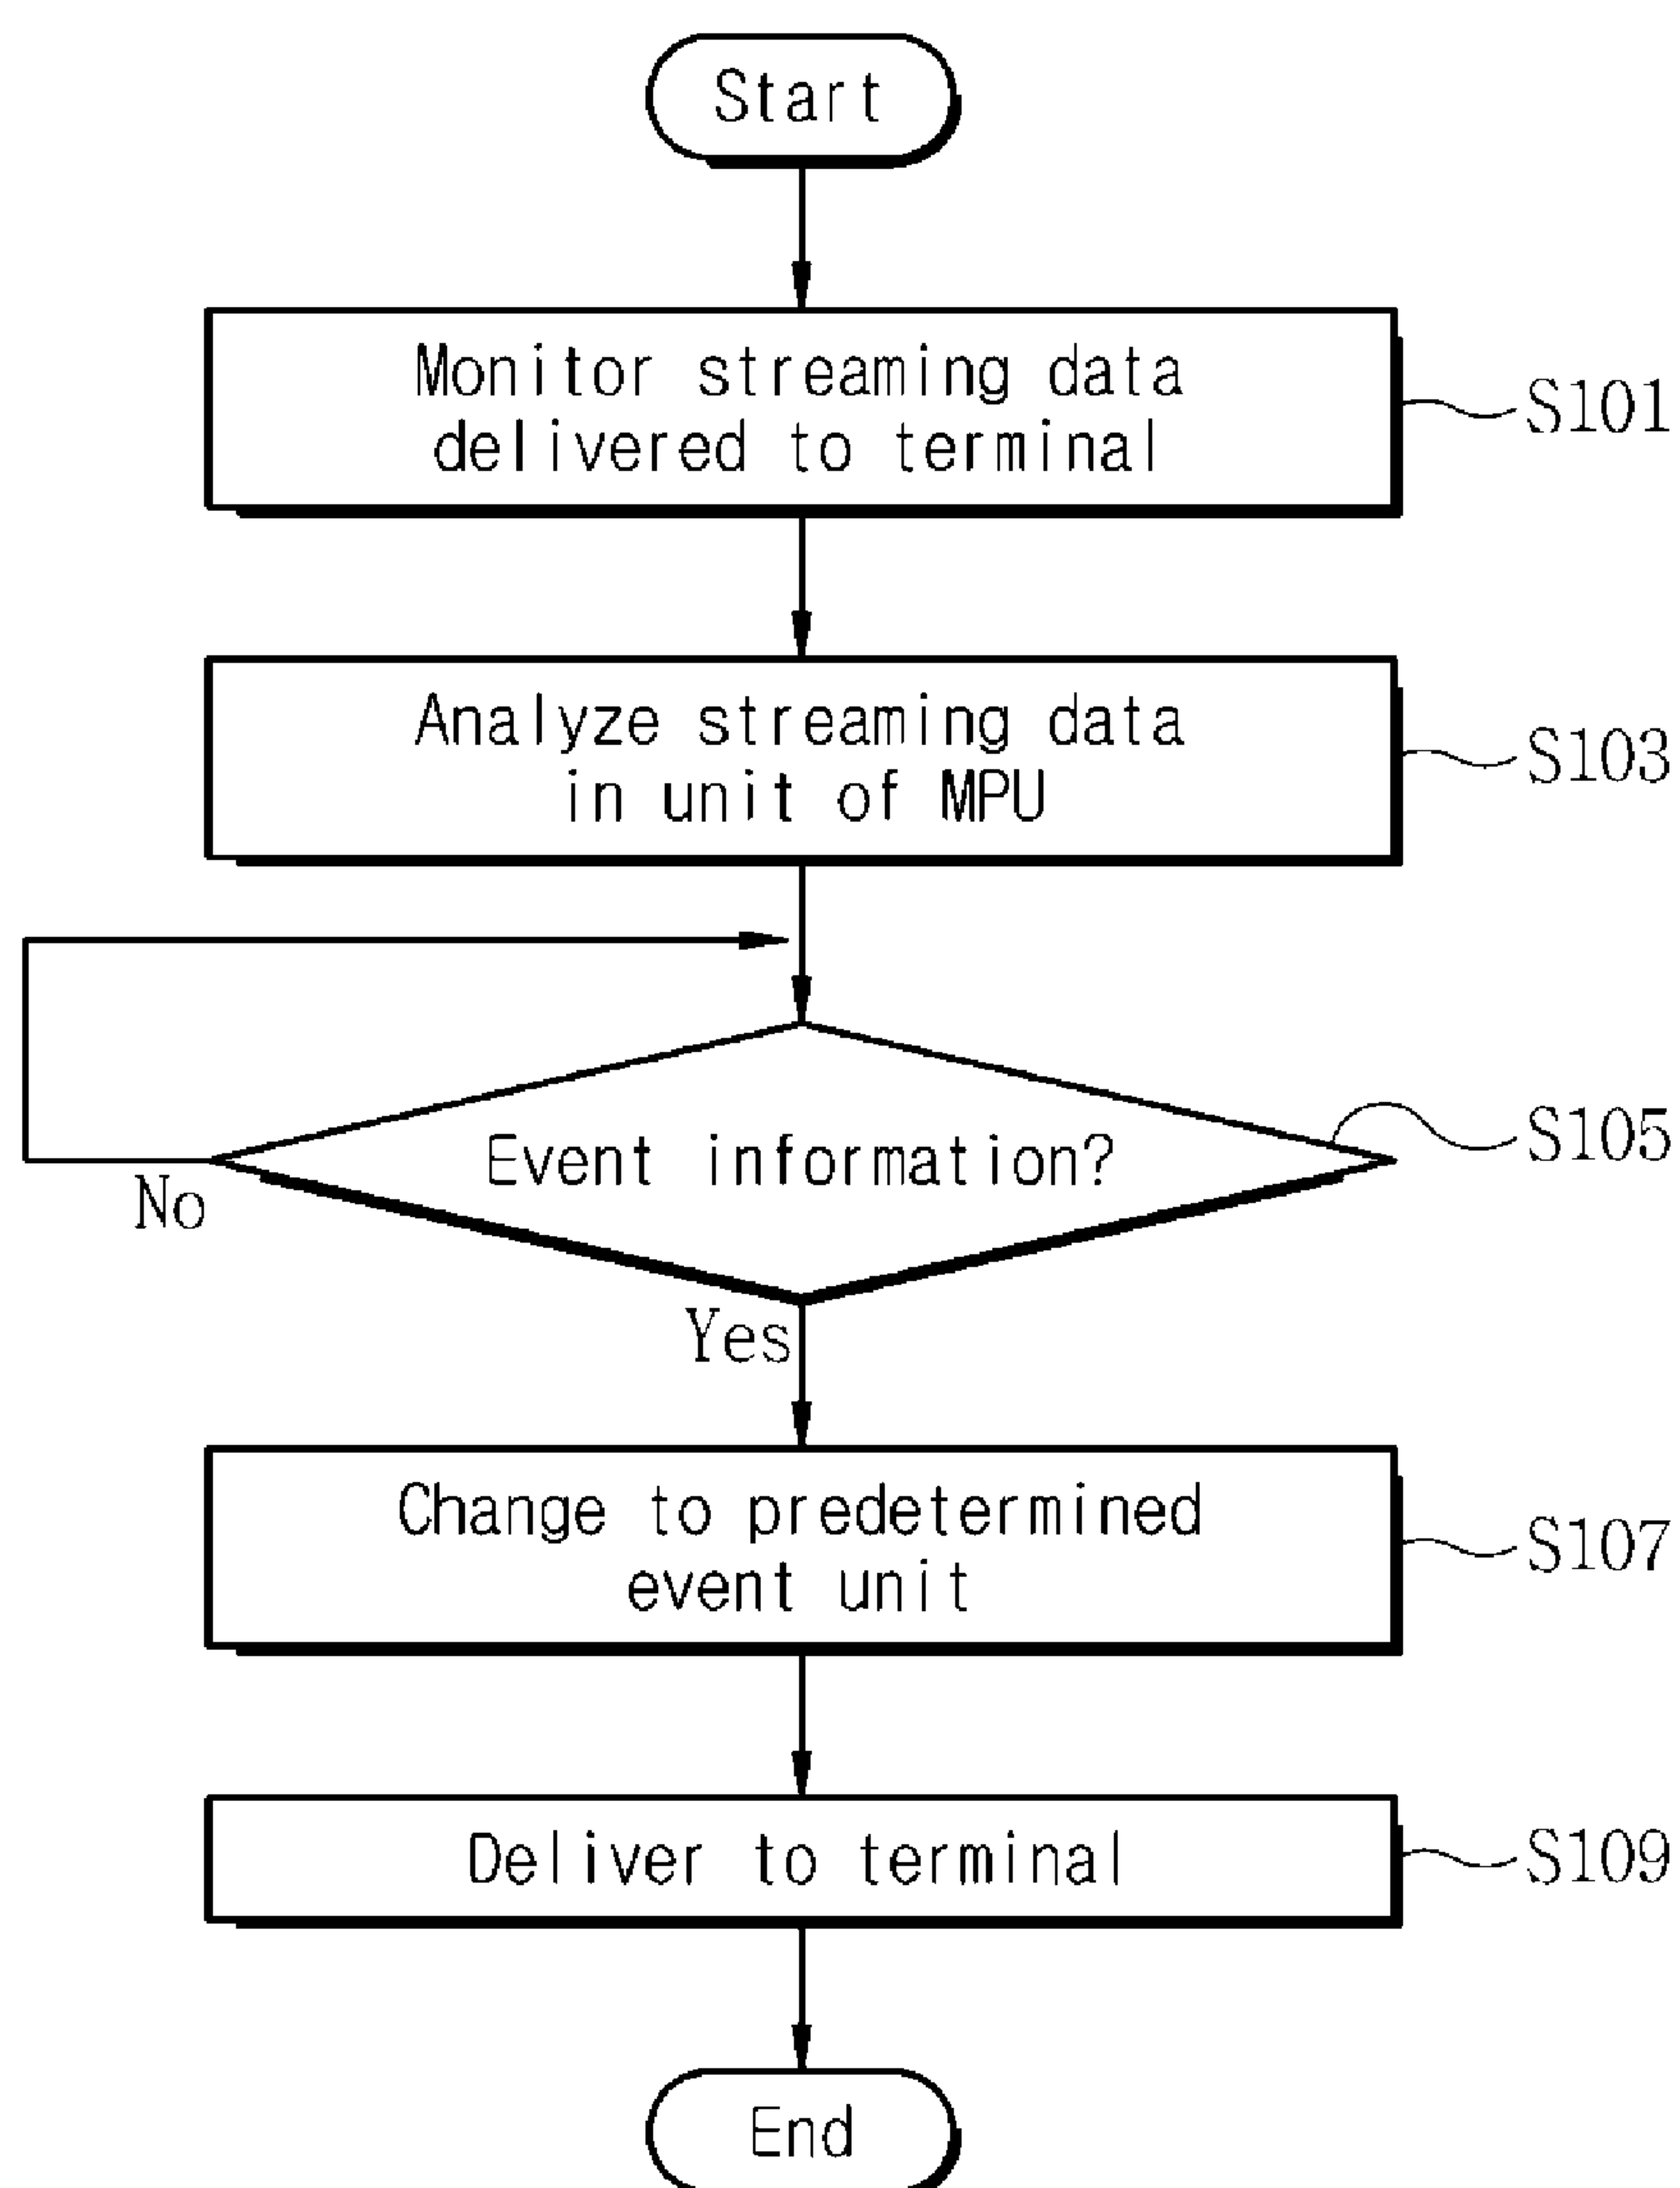 Start
Monitor streaming data
delivered to terminal
S101
Analyze streaming data
in unit of MPU
S103
Event information?
S105
No
Yes
Change to predetermined
event unit
S107
Deliver to terminal
S109
End